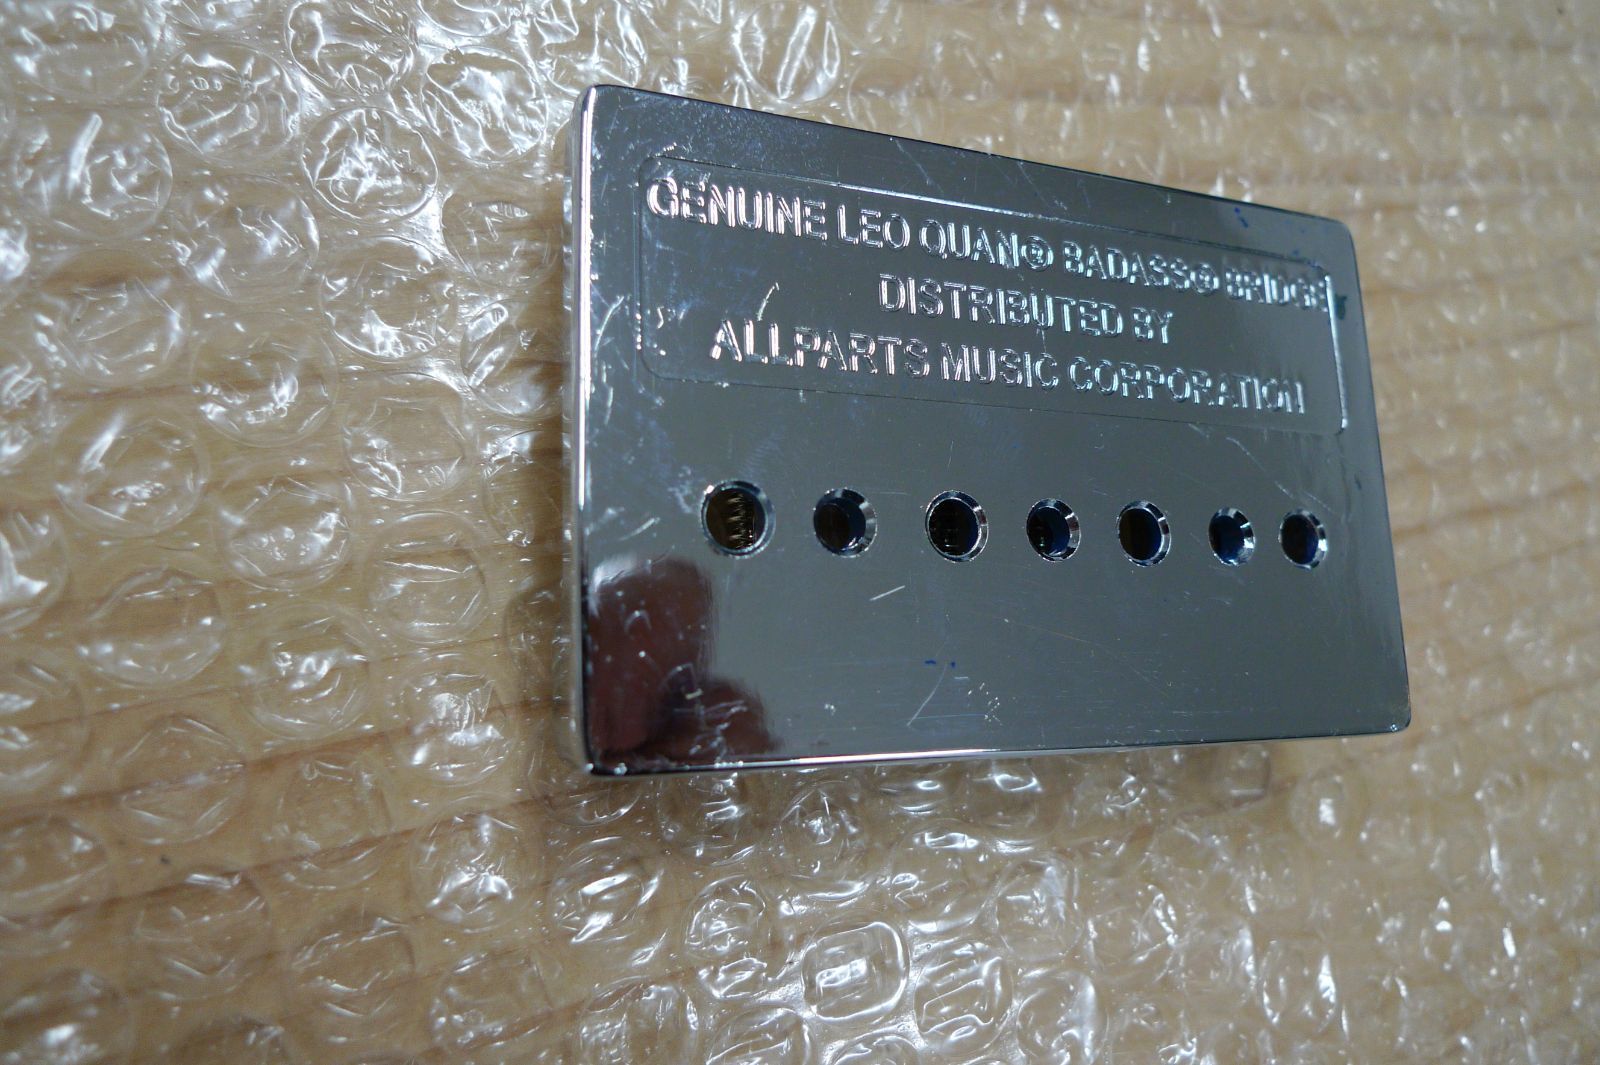 GENUINE LEO QUAN® BADASS® BRIDGE
DISTRIBUTED BY
ALLPARTS MUSIC CORPORATION